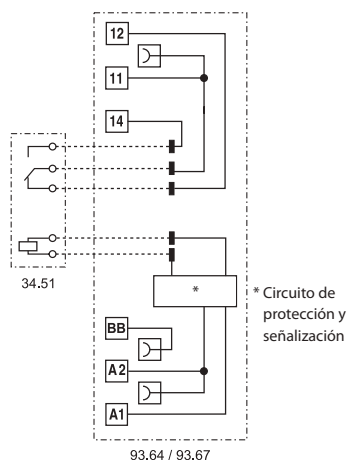 12
11
14
34.51
*
* Circuito de
protección y
señalización
BB
A2
A1
93.64 / 93.67